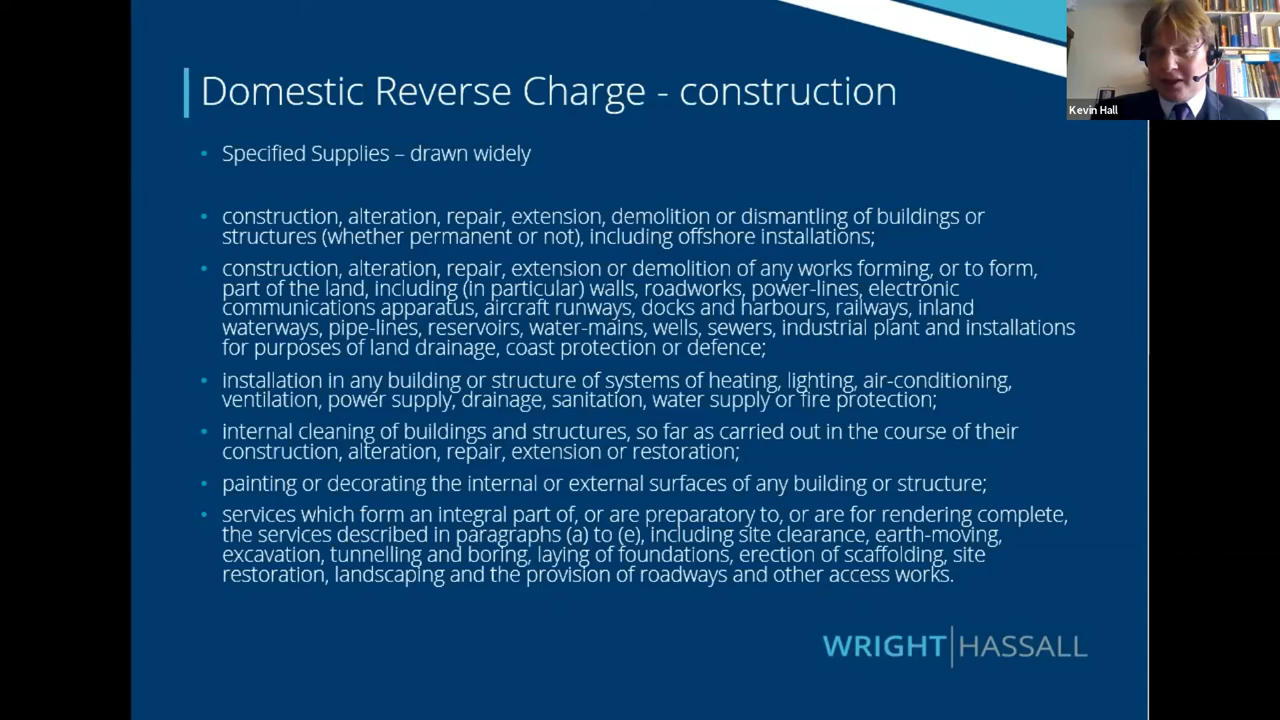 Domestic Reverse Charge - construction
Kevin Hall
• Specified Supplies – drawn widely
• construction, alteration, repair, extension, demolition or dismantling of buildings or
structures (whether permanent or not), including offshore installations;
• construction, alteration, repair, extension or demolition of any works forming, or to form,
part of the land, including (in particular) walls, roadworks, power-lines, electronic
communications apparatus, aircraft runways, docks and harbours, railways, inland
waterways, pipe-lines, reservoirs, water-mains, wells, sewers, industrial plant and installations
for purposes of land drainage, coast protection or defence;
• installation in any building or structure of systems of heating, lighting, air-conditioning,
ventilation, power supply, drainage, sanitation, water supply or fire protection;
• internal cleaning of buildings and structures, so far as carried out in the course of their
construction, alteration, repair, extension or restoration;
• painting or decorating the internal or external surfaces of any building or structure;
• services which form an integral part of, or are preparatory to, or are for rendering complete,
the services described in paragraphs (a) to (e), including site clearance, earth-moving,
excavation, tunnelling and boring, laying of foundations, erection of scaffolding, site
restoration, landscaping and the provision of roadways and other access works.
WRIGHT|HASSALL